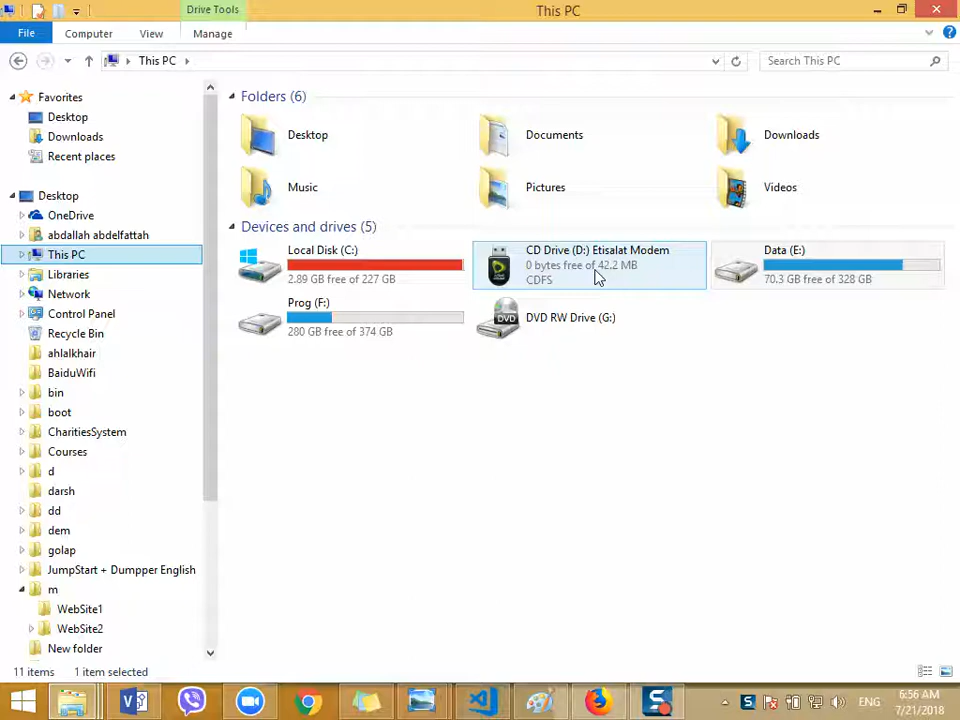 Drive Tools
This PC
File
Computer
View
Manage
This PC
Search This PC
Favorites
Desktop
Downloads
Recent places
Desktop
OneDrive
abdallah abdelfattah
This PC
Libraries
Network
Control Panel
Recycle Bin
ahlalkhair
BaiduWifi
bin
boot
CharitiesSystem
Courses
d
darsh
dd
dem
golap
JumpStart + Dumpper English
m
WebSite1
WebSite2
New folder
Folders (6)
Desktop
Documents
Downloads
Music
Pictures
Videos
Devices and drives (5)
Local Disk (C:)
2.89 GB free of 227 GB
CD Drive (D:) Etisalat Modem
0 bytes free of 42.2 MB
CDFS
Data (E:)
70.3 GB free of 328 GB
Prog (F:)
280 GB free of 374 GB
DVD
DVD RW Drive (G:)
11 items
1 item selected
ENG
6:56 AM
7/21/2018